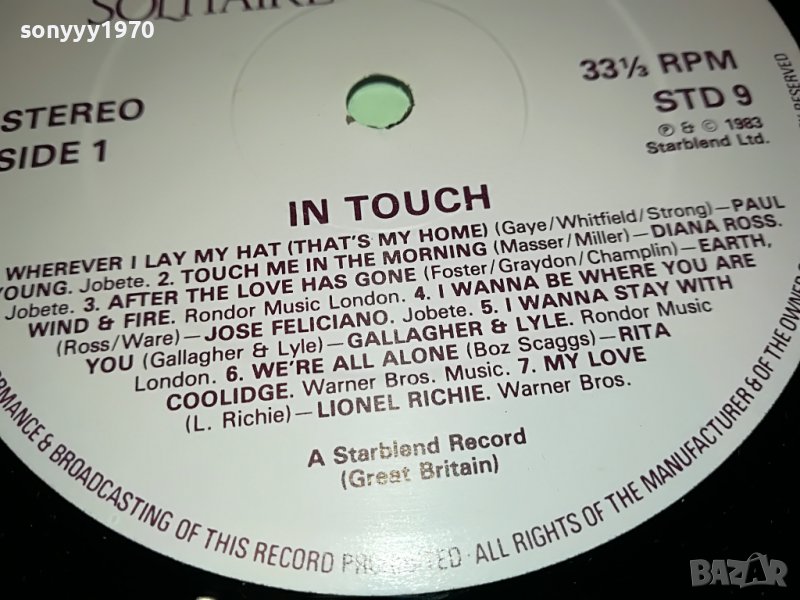 sonyyy1970
SOLITAIRE
STEREO
SIDE 1
33⅓ RPM
STD 9
℗ & © 1983
Starblend Ltd.
IN TOUCH
WHEREVER I LAY MY HAT (THAT'S MY HOME) (Gaye/Whitfield/Strong)—PAUL
YOUNG. Jobete. 2. TOUCH ME IN THE MORNING (Masser/Miller)—DIANA ROSS.
Jobete. 3. AFTER THE LOVE HAS GONE (Foster/Graydon/Champlin)—EARTH,
WIND & FIRE. Rondor Music London. 4. I WANNA BE WHERE YOU ARE
(Ross/Ware)—JOSE FELICIANO. Jobete. 5. I WANNA STAY WITH
YOU (Gallagher & Lyle)—GALLAGHER & LYLE. Rondor Music
London. 6. WE'RE ALL ALONE (Boz Scaggs)—RITA
COOLIDGE. Warner Bros. Music. 7. MY LOVE
(L. Richie)—LIONEL RICHIE. Warner Bros.
A Starblend Record
(Great Britain)
& BROADCASTING OF THIS RECORD PROHIBITED · ALL RIGHTS OF THE MANUFACTURER & OF THE OWNER
RESERVED
BAZAR